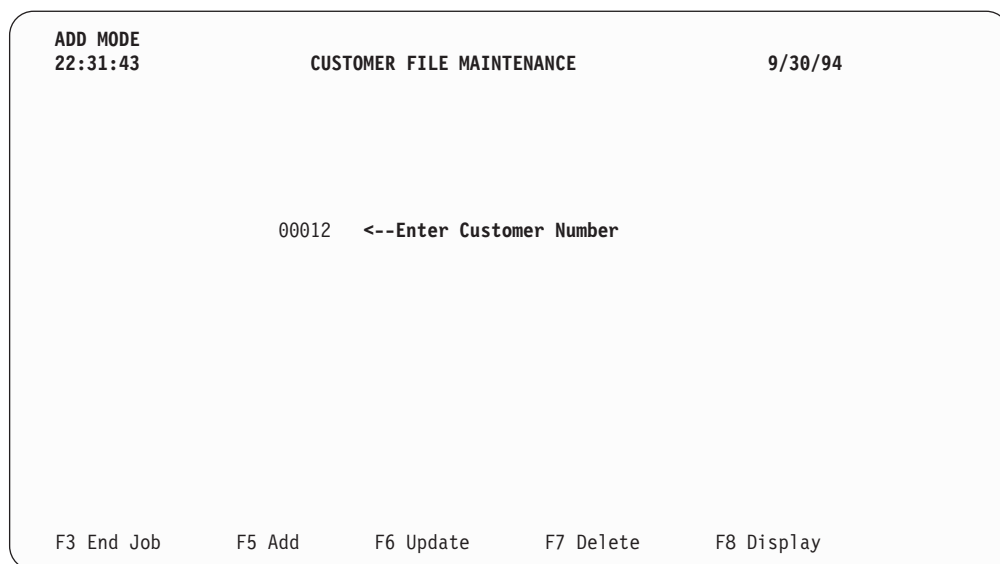 ADD MODE
22:31:43 CUSTOMER FILE MAINTENANCE 9/30/94
00012 <--Enter Customer Number
F3 End Job F5 Add F6 Update F7 Delete F8 Display